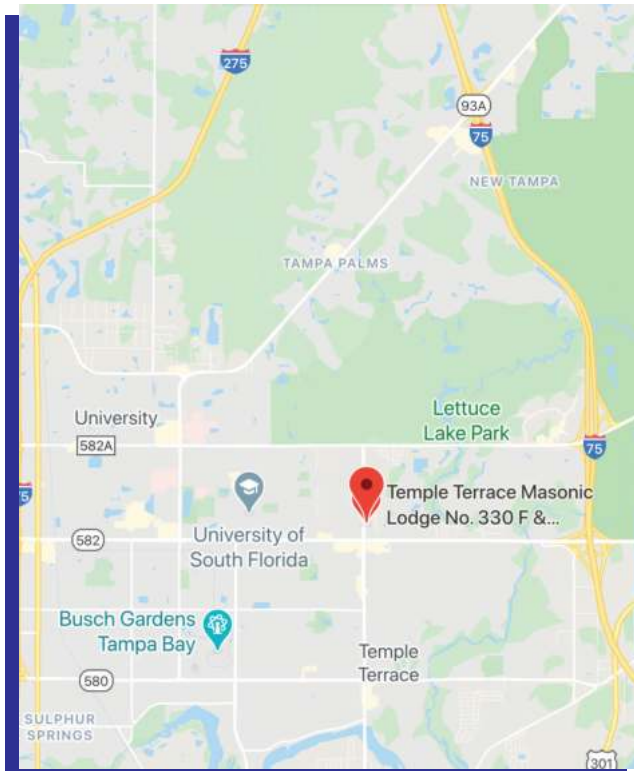 275
93A
75
NEW TAMPA
TAMPA PALMS
Lettuce
Lake Park
University
582A
75
Temple Terrace Masonic
Lodge No. 330 F &...
582
University of
South Florida
Busch Gardens
Tampa Bay
Temple
Terrace
580
SULPHUR
SPRINGS
301